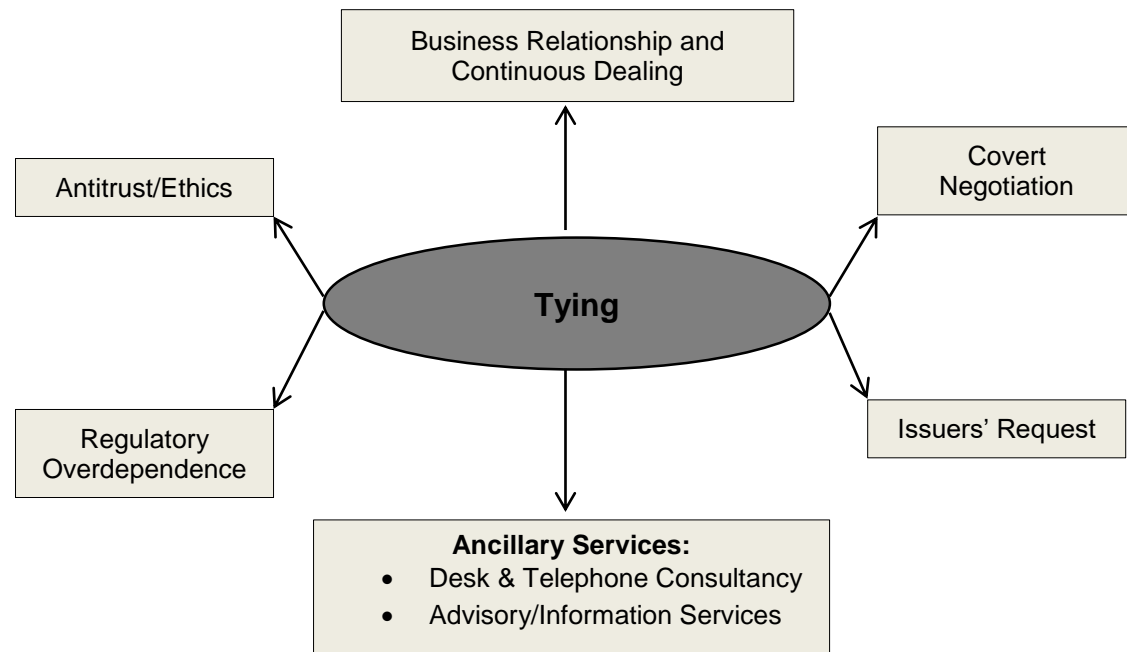 Business Relationship and
Continuous Dealing
Covert
Negotiation
Antitrust/Ethics
Tying
Regulatory
Overdependence
Issuers’ Request
Ancillary Services:
• Desk & Telephone Consultancy
• Advisory/Information Services